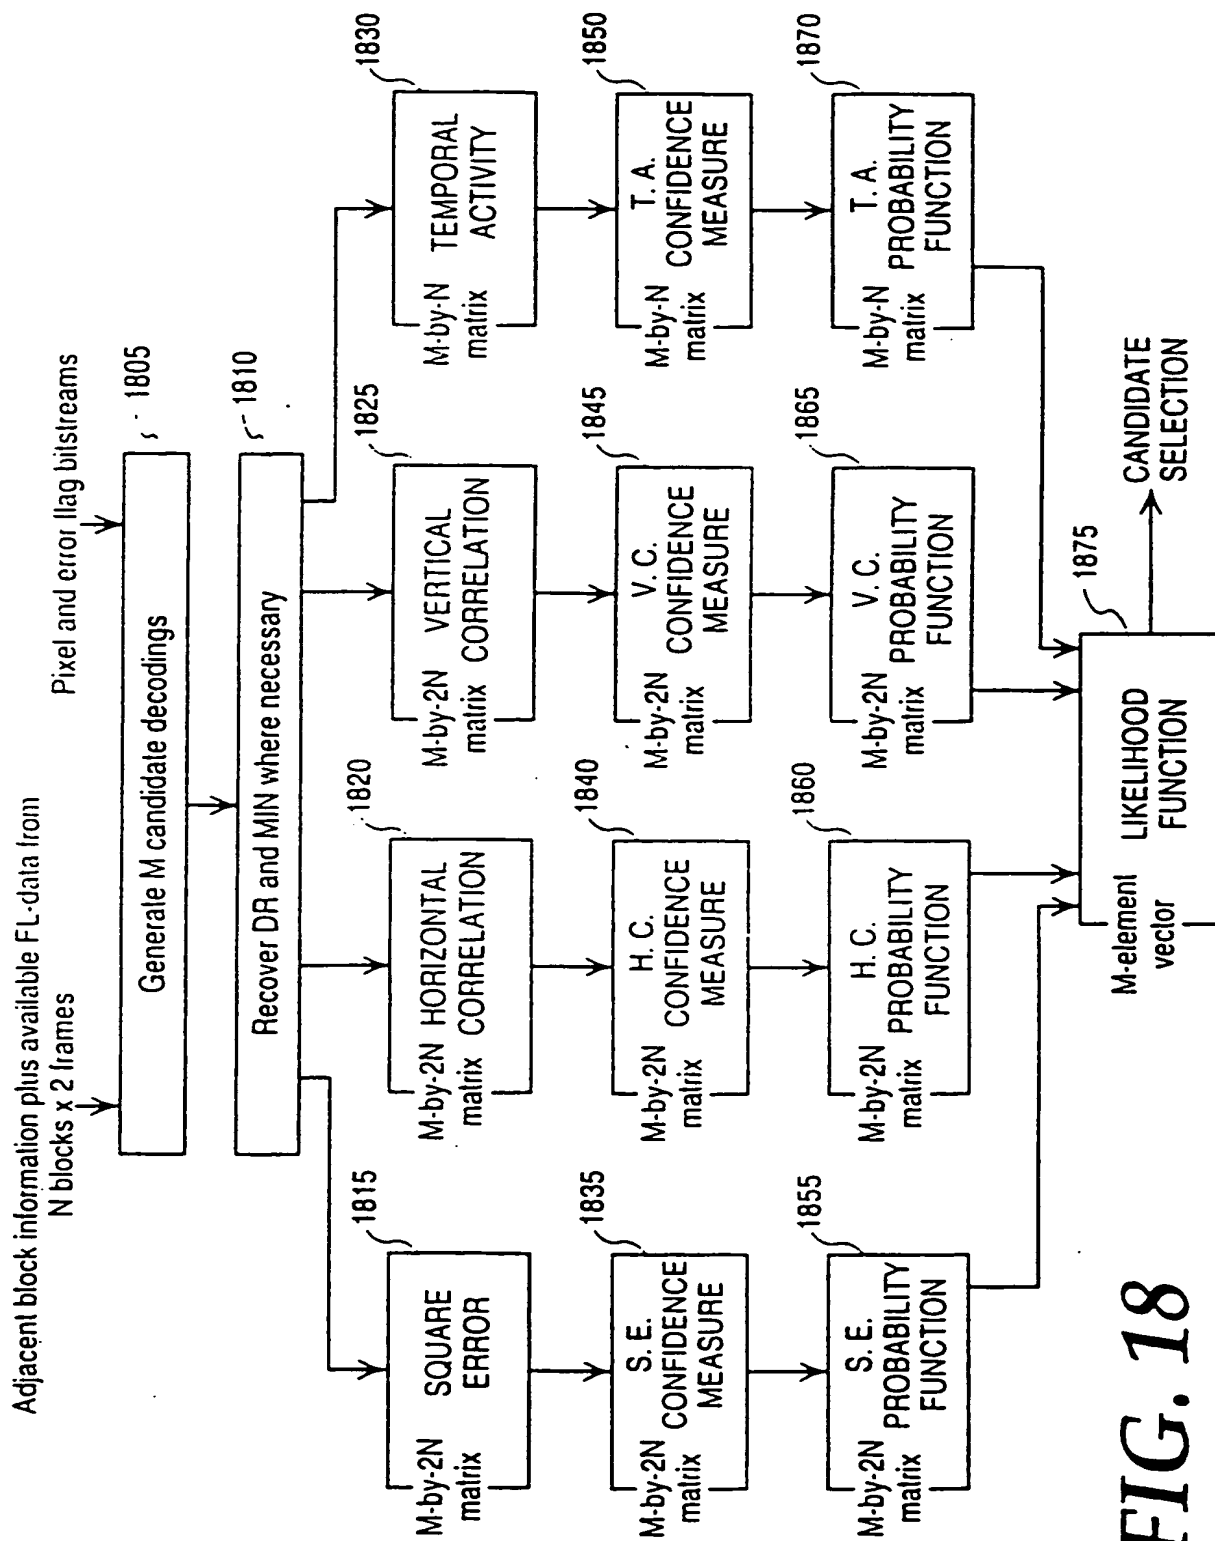 Adjacent block information plus available FL-data from
N blocks x 2 frames
Pixel and error flag bitstreams
Generate M candidate decodings
1805
Recover DR and MIN where necessary
1810
1815
SQUARE
ERROR
M-by-2N
matrix
1820
HORIZONTAL
CORRELATION
M-by-2N
matrix
1825
VERTICAL
CORRELATION
M-by-2N
matrix
1830
TEMPORAL
ACTIVITY
M-by-N
matrix
1835
S. E.
CONFIDENCE
MEASURE
M-by-2N
matrix
1840
H. C.
CONFIDENCE
MEASURE
M-by-2N
matrix
1845
V. C.
CONFIDENCE
MEASURE
M-by-2N
matrix
1850
T. A.
CONFIDENCE
MEASURE
M-by-N
matrix
1855
S. E.
PROBABILITY
FUNCTION
M-by-2N
matrix
1860
H. C.
PROBABILITY
FUNCTION
M-by-2N
matrix
1865
V. C.
PROBABILITY
FUNCTION
M-by-2N
matrix
1870
T. A.
PROBABILITY
FUNCTION
M-by-N
matrix
1875
LIKELIHOOD
FUNCTION
M-element
vector
CANDIDATE
SELECTION
FIG. 18